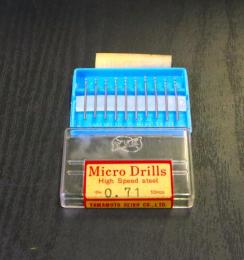 Micro Drills
High Speed steel
0.71 10pcs
YAMAMOTO SEIKO CO., LTD.